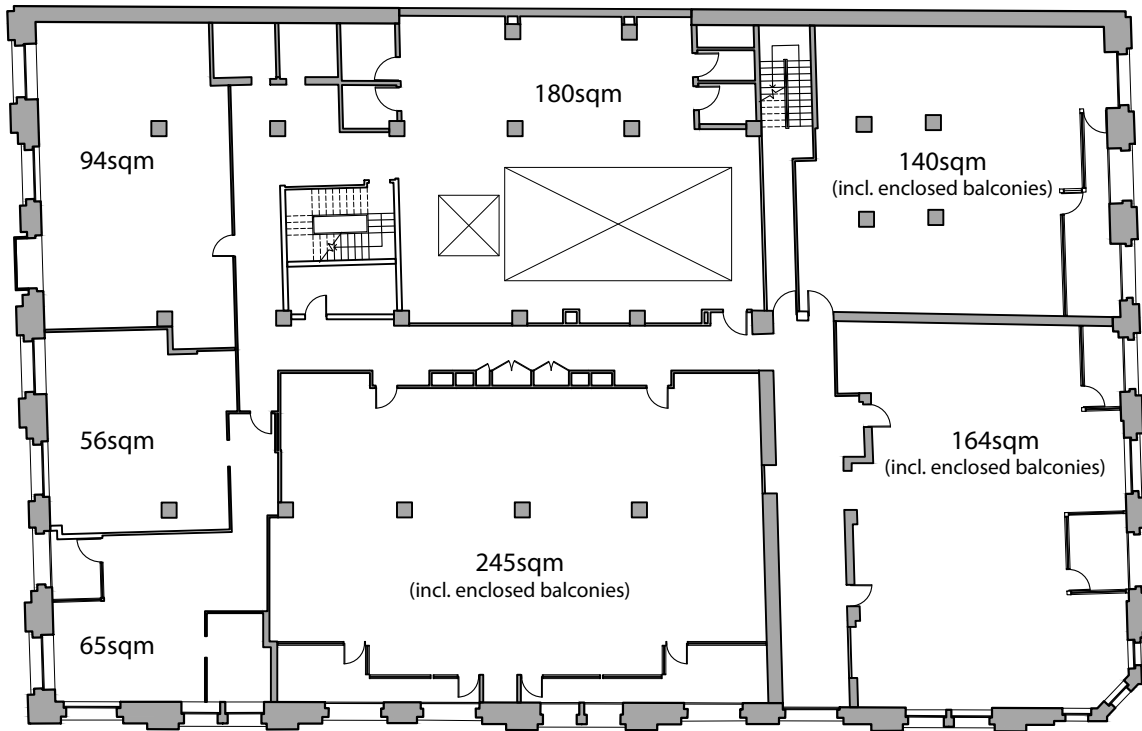 180sqm
94sqm
140sqm
(incl. enclosed balconies)
56sqm
164sqm
(incl. enclosed balconies)
245sqm
(incl. enclosed balconies)
65sqm